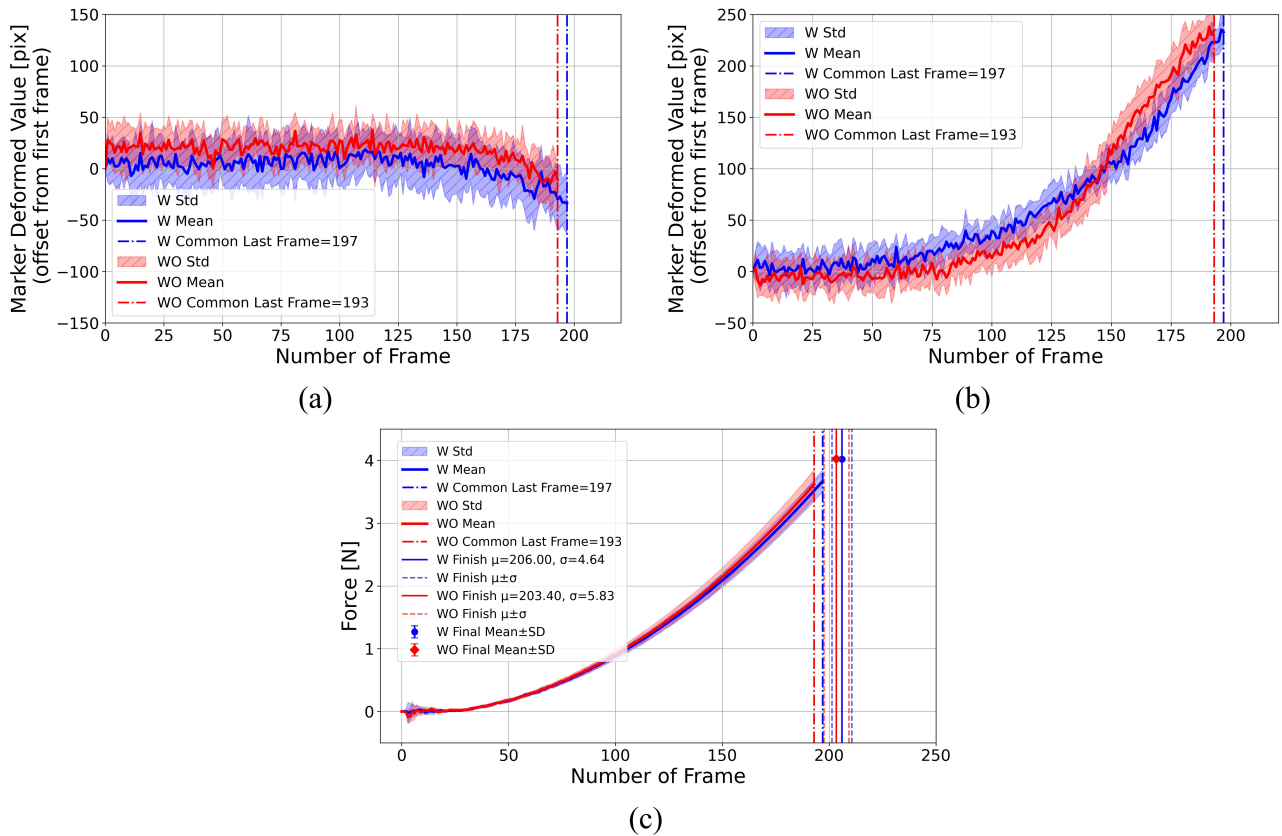 Marker Deformed Value [pix]
(offset from first frame)
150
100
50
0
−50
−100
−150
W Std
W Mean
W Common Last Frame=197
WO Std
WO Mean
WO Common Last Frame=193
0
25
50
75
100
125
150
175
200
Number of Frame
(a)
Marker Deformed Value [pix]
(offset from first frame)
250
200
150
100
50
0
−50
W Std
W Mean
W Common Last Frame=197
WO Std
WO Mean
WO Common Last Frame=193
0
25
50
75
100
125
150
175
200
Number of Frame
(b)
Force [N]
4
3
2
1
0
W Std
W Mean
W Common Last Frame=197
WO Std
WO Mean
WO Common Last Frame=193
W Finish μ=206.00, σ=4.64
W Finish μ±σ
WO Finish μ=203.40, σ=5.83
WO Finish μ±σ
W Final Mean±SD
WO Final Mean±SD
0
50
100
150
200
250
Number of Frame
(c)